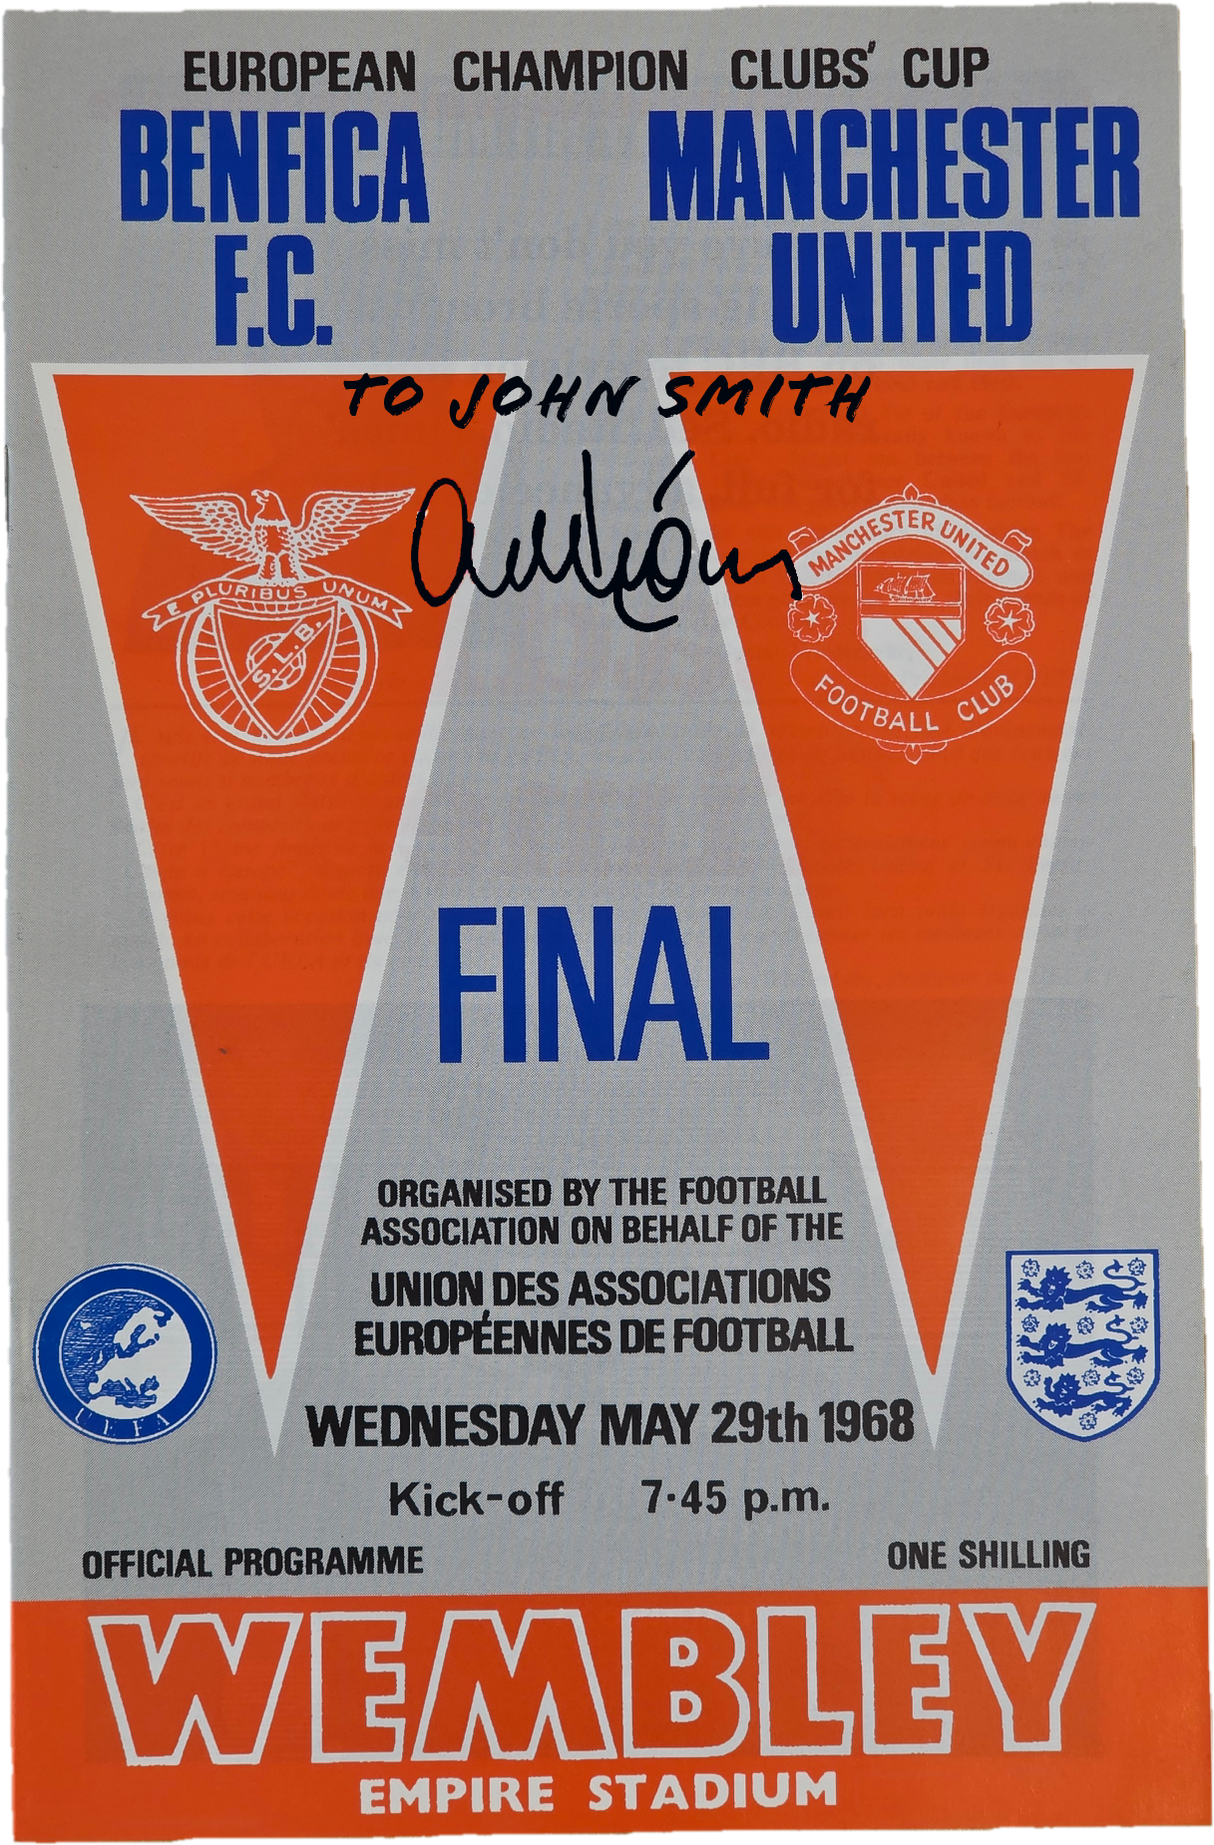 EUROPEAN CHAMPION CLUBS' CUP
BENFICA
F.C.
MANCHESTER
UNITED
TO JOHN SMITH
E PLURIBUS UNUM
S.L.B.
MANCHESTER UNITED
FOOTBALL CLUB
FINAL
ORGANISED BY THE FOOTBALL
ASSOCIATION ON BEHALF OF THE
UNION DES ASSOCIATIONS
EUROPÉENNES DE FOOTBALL
UEFA
WEDNESDAY MAY 29th 1968
Kick-off 7·45 p.m.
OFFICIAL PROGRAMME
ONE SHILLING
WEMBLEY
EMPIRE STADIUM